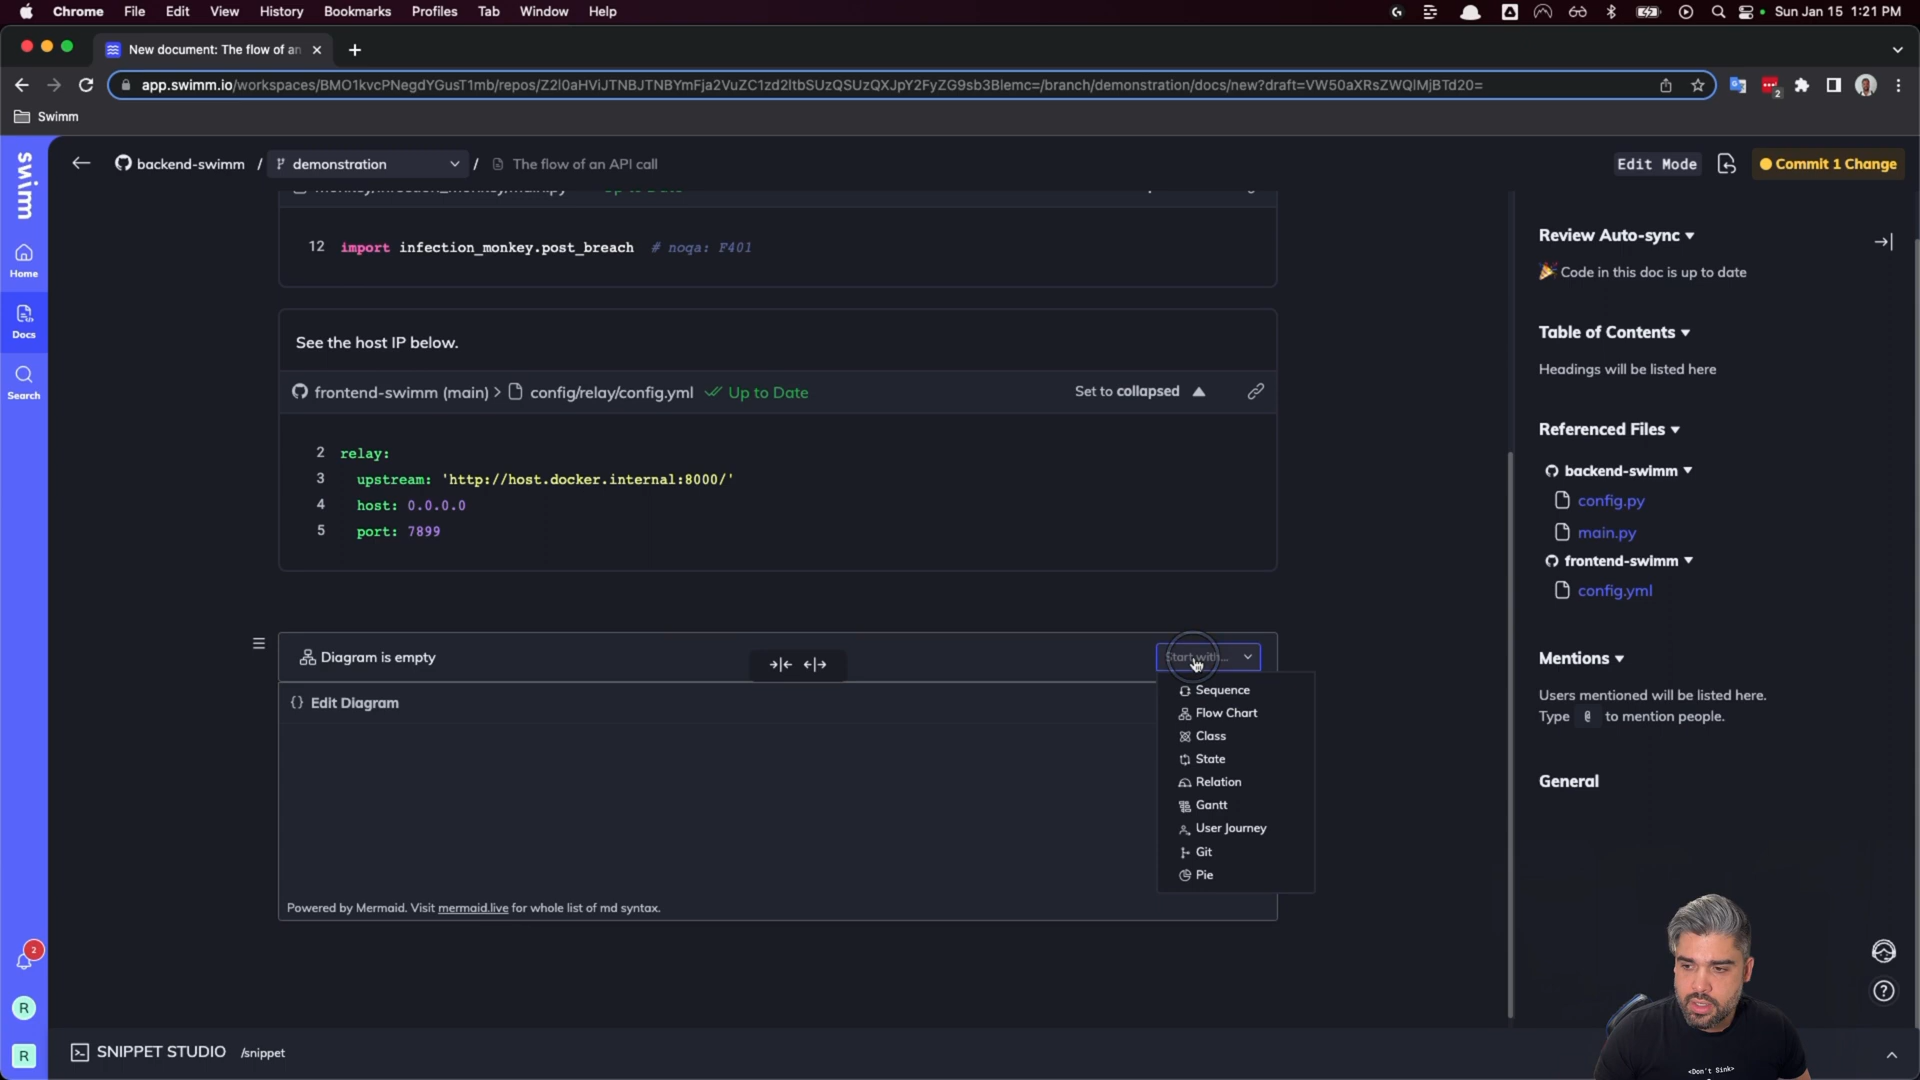 Chrome File Edit View History Bookmarks Profiles Tab Window Help
Sun Jan 15 1:21 PM
New document: The flow of an
app.swimm.io/workspaces/BMO1kvcPNegdYGusT1mb/repos/Z2l0aHViJTNBJTNBYmFja2VuZC1zd2ltbSUzQSUzQXJpY2FyZG9sb3Blemc=/branch/demonstration/docs/new?draft=VW50aXRsZWQlMjBTd20=
2
Swimm
swimm
backend-swimm / demonstration / The flow of an API call
Edit Mode
Commit 1 Change
Home
Docs
Search
12 import infection_monkey.post_breach # noqa: F401
See the host IP below.
frontend-swimm (main) > config/relay/config.yml Up to Date
Set to collapsed
2 relay:
3 upstream: 'http://host.docker.internal:8000/'
4 host: 0.0.0.0
5 port: 7899
Diagram is empty
Start with...
Edit Diagram
Sequence
Flow Chart
Class
State
Relation
Gantt
User Journey
Git
Pie
Powered by Mermaid. Visit mermaid.live for whole list of md syntax.
Review Auto-sync
Code in this doc is up to date
Table of Contents
Headings will be listed here
Referenced Files
backend-swimm
config.py
main.py
frontend-swimm
config.yml
Mentions
Users mentioned will be listed here.
Type @ to mention people.
General
2
R
R
SNIPPET STUDIO /snippet
<Don't Sink>